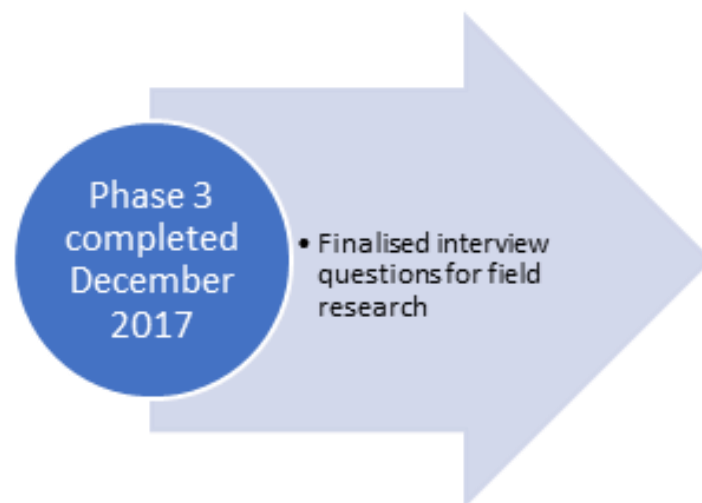 Phase 3
completed
December
2017
• Finalised interview
questions for field
research